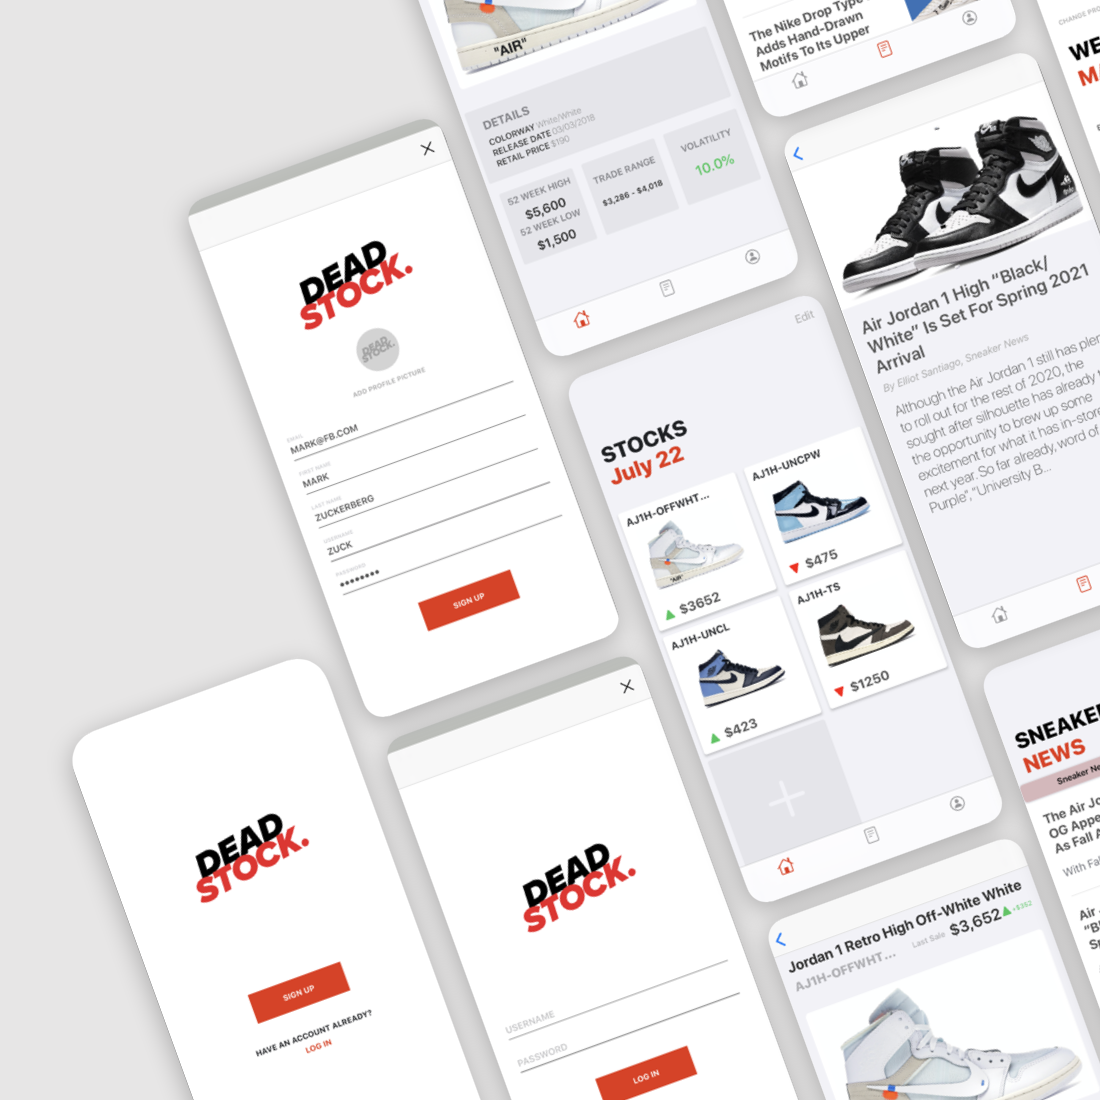 "AIR"
DETAILS
COLORWAY White/White
RELEASE DATE 03/03/2018
RETAIL PRICE $190
52 WEEK HIGH
$5,600
52 WEEK LOW
$1,500
TRADE RANGE
$3,286 - $4,018
VOLATILITY
10.0%
The Nike Drop Type
Adds Hand-Drawn
Motifs To Its Upper
CHANGE PRO
WE
DEAD
STOCK.
DEAD
STOCK.
ADD PROFILE PICTURE
EMAIL
MARK@FB.COM
FIRST NAME
MARK
LAST NAME
ZUCKERBERG
USERNAME
ZUCK
PASSWORD
SIGN UP
Air Jordan 1 High "Black/
White" Is Set For Spring 2021
Arrival
By Elliot Santiago, Sneaker News
Although the Air Jordan 1 still has plen
to roll out for the rest of 2020, the
sought after silhouette has already
the opportunity to brew up some
excitement for what it has in-store
next year. So far already, word of
Purple", "University B...
Edit
STOCKS
July 22
AJ1H-OFFWHT...
"AIR"
$3652
AJ1H-UNCPW
$475
AJ1H-UNCL
$423
AJ1H-TS
$1250
DEAD
STOCK.
SIGN UP
HAVE AN ACCOUNT ALREADY?
LOG IN
DEAD
STOCK.
USERNAME
PASSWORD
LOG IN
Jordan 1 Retro High Off-White White
AJ1H-OFFWHT...
Last Sale $3,652 +$362
SNEAKE
NEWS
Sneaker Ne
The Air Jo
OG Appe
As Fall A
With Fal
Air
"B
S